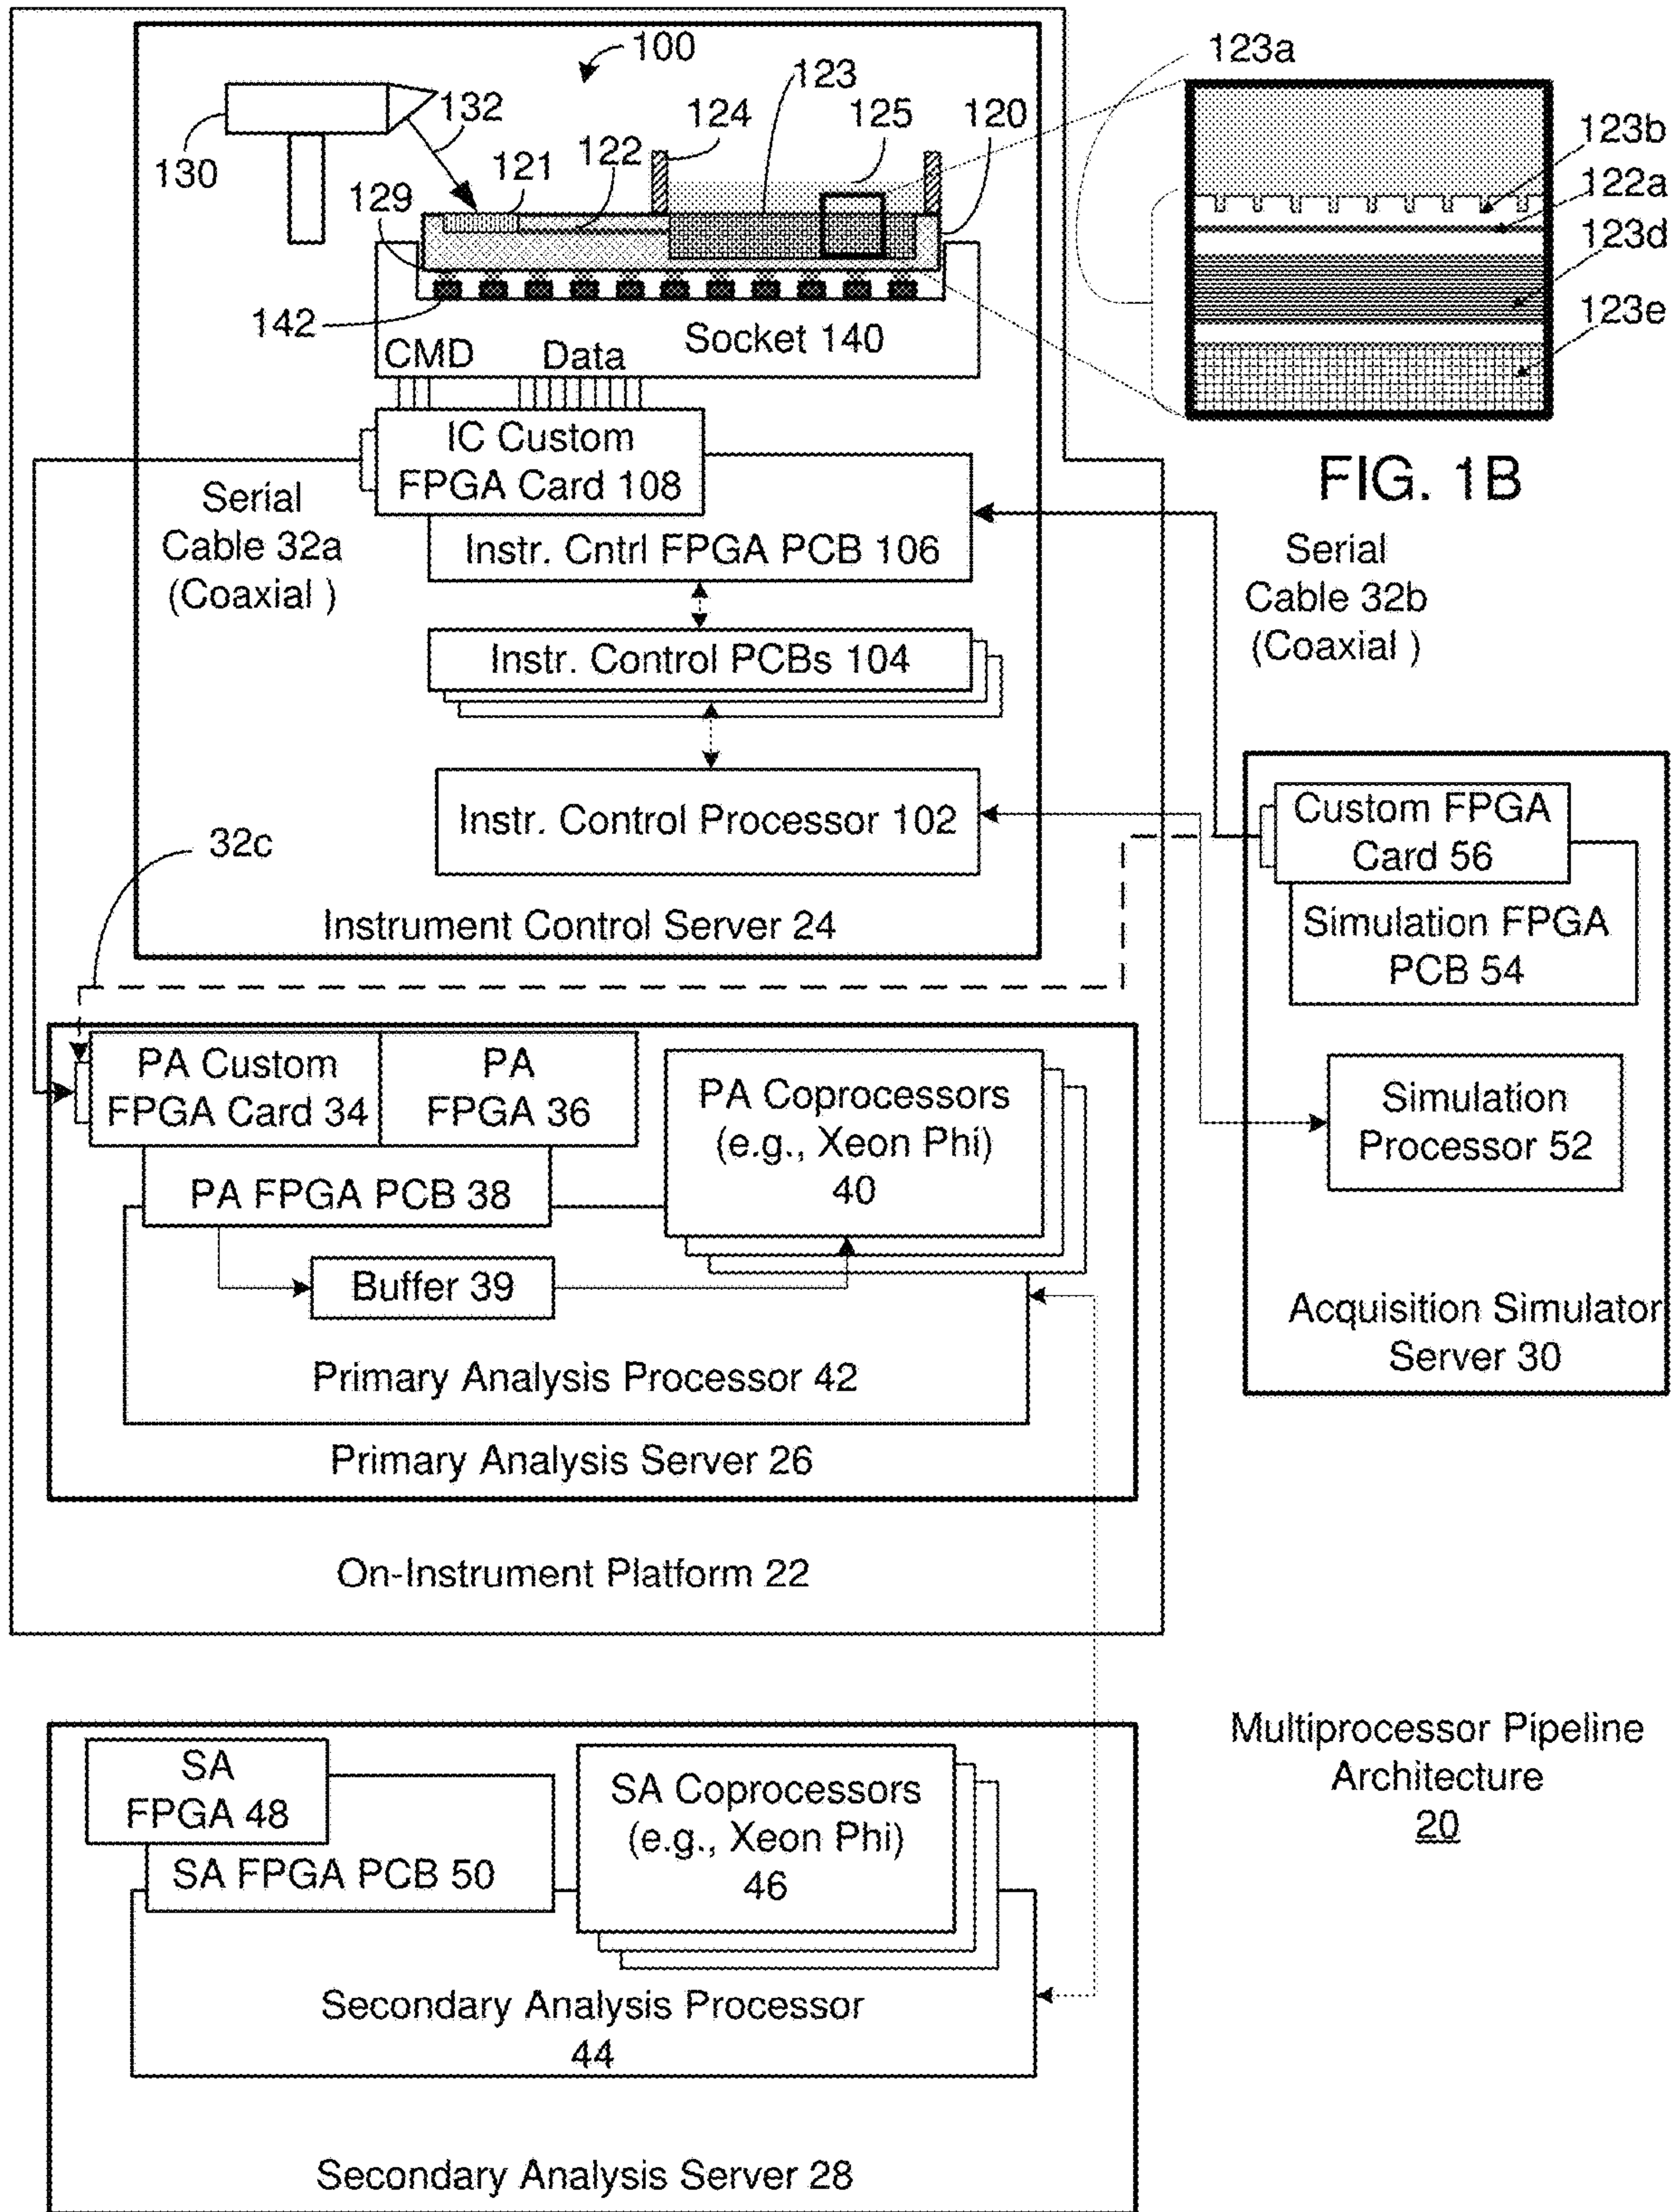 100
123
123a
132
124
125
120
123b
130
121
122
122a
129
123d
142
123e
Socket 140
CMD
Data
IC Custom
FPGA Card 108
FIG. 1B
Serial
Cable 32a
(Coaxial )
Instr. Cntrl FPGA PCB 106
Serial
Cable 32b
(Coaxial )
Instr. Control PCBs 104
Instr. Control Processor 102
32c
Instrument Control Server 24
Custom FPGA
Card 56
Simulation FPGA
PCB 54
Simulation
Processor 52
Acquisition Simulator
Server 30
PA Custom
FPGA Card 34
PA
FPGA 36
PA Coprocessors
(e.g., Xeon Phi)
40
PA FPGA PCB 38
Buffer 39
Primary Analysis Processor 42
Primary Analysis Server 26
On-Instrument Platform 22
Multiprocessor Pipeline
Architecture
20
SA
FPGA 48
SA FPGA PCB 50
SA Coprocessors
(e.g., Xeon Phi)
46
Secondary Analysis Processor
44
Secondary Analysis Server 28